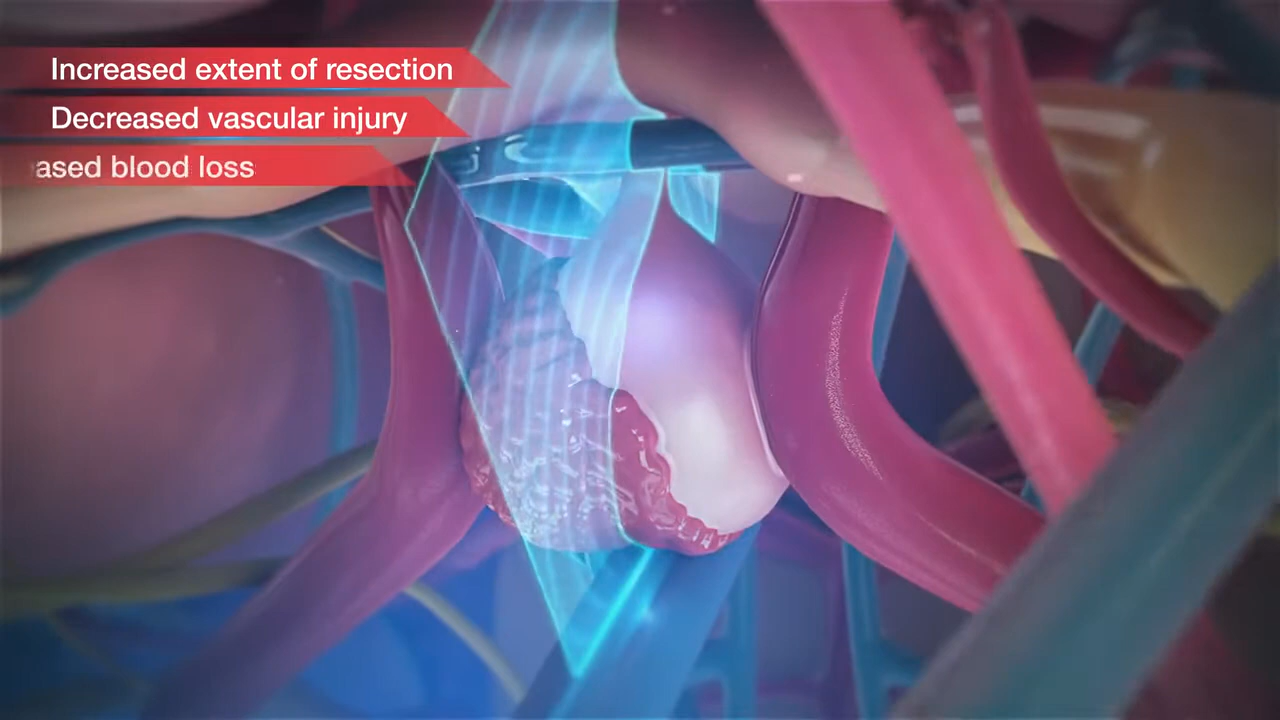 Increased extent of resection
Decreased vascular injury
ased blood loss